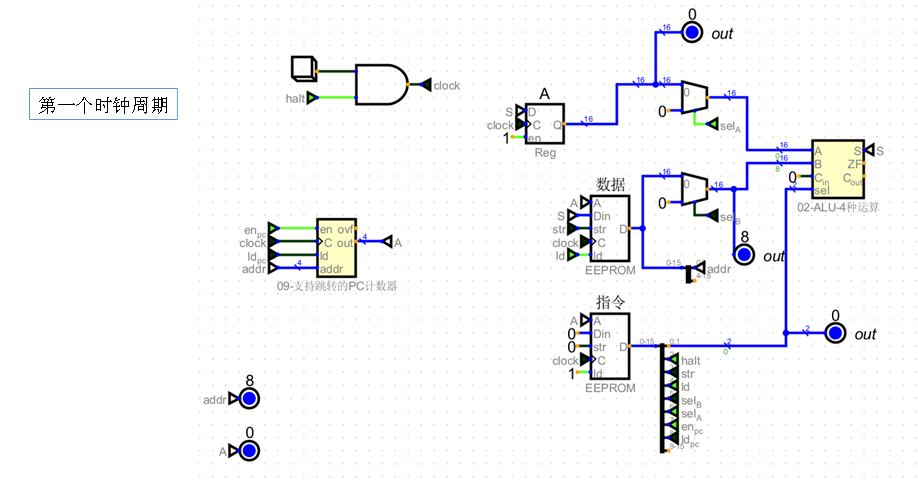 第一个时钟周期
halt
clock
0
out
16
16
16
0
0
16
sel A
A
S
D
clock
C
Q
16
1
en
Reg
16
A
S
S
0
16
B
ZF
8
0
C in
C out
sel
02-ALU-4种运算
数据
16
0
16
0
sel B
A
A
S
Din
str
str
D
clock
C
ld
ld
EEPROM
8
out
0-15
addr
4-15
en pc
en
ovf
clock
C
out
4
A
ld pc
ld
addr
4
addr
09-支持跳转的PC计数器
指令
A
A
0
Din
0
str
D
clock
C
1
ld
EEPROM
0-15
0,1
2
0
2
0
out
halt
str
ld
sel B
sel A
en pc
ld pc
8
addr
0
A